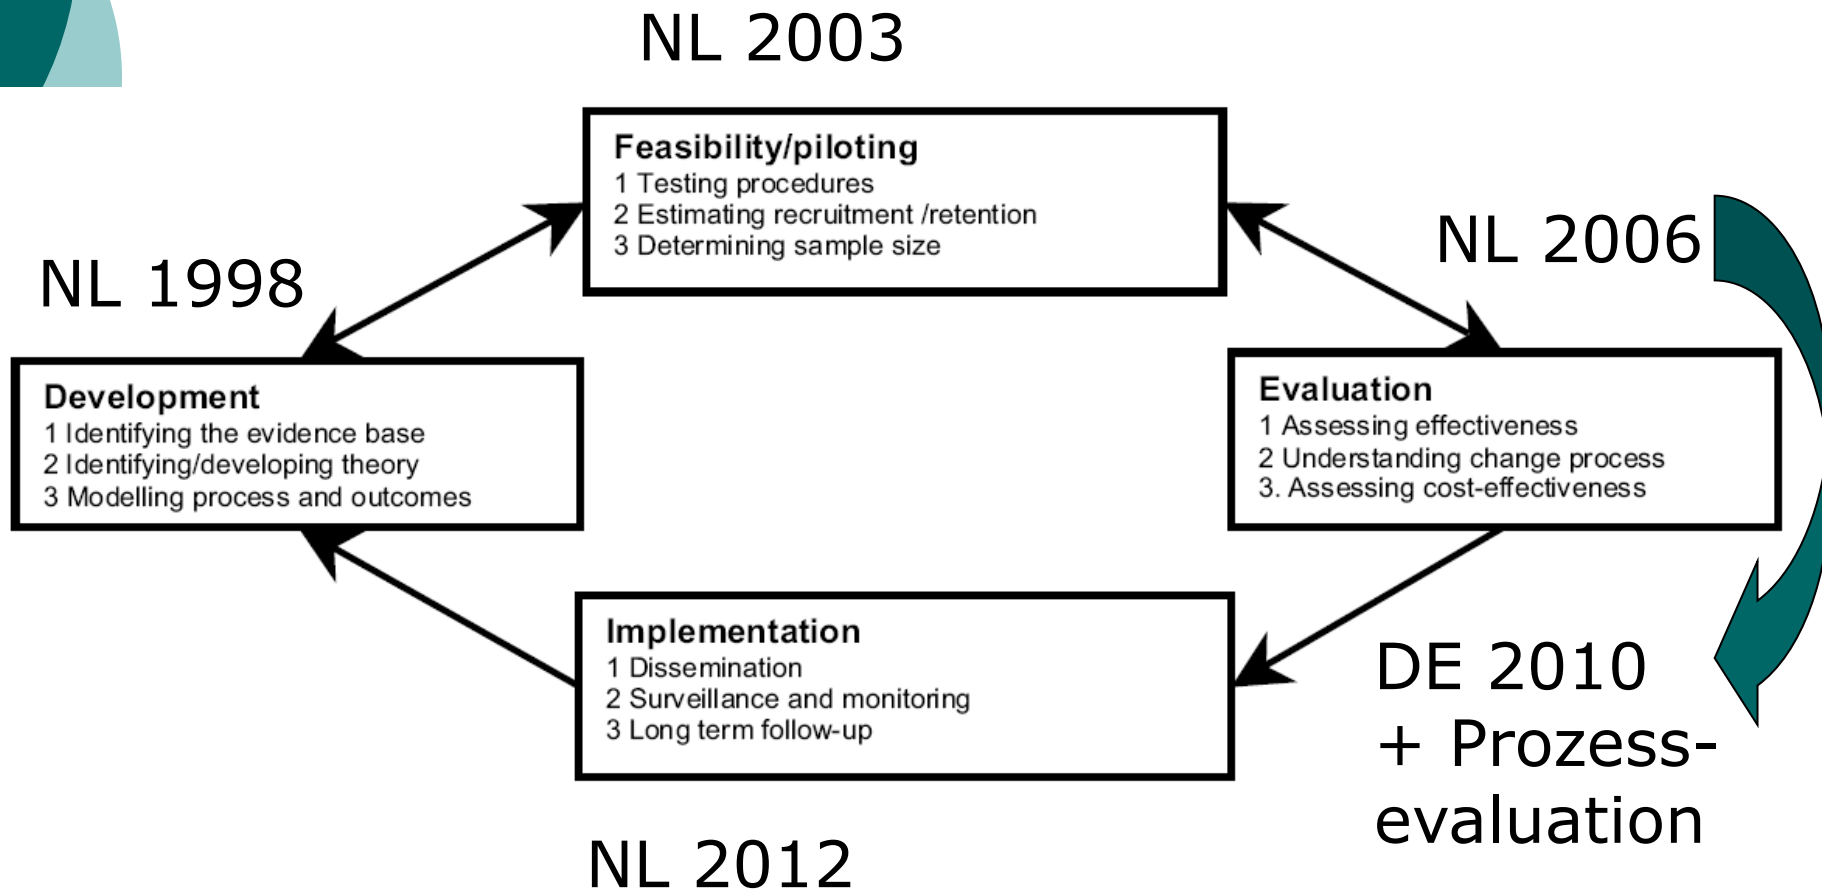 NL 2003
Feasibility/piloting
1 Testing procedures
2 Estimating recruitment /retention
3 Determining sample size
NL 2006
NL 1998
Development
1 Identifying the evidence base
2 Identifying/developing theory
3 Modelling process and outcomes
Evaluation
1 Assessing effectiveness
2 Understanding change process
3. Assessing cost-effectiveness
Implementation
1 Dissemination
2 Surveillance and monitoring
3 Long term follow-up
DE 2010
+ Prozess-
evaluation
NL 2012